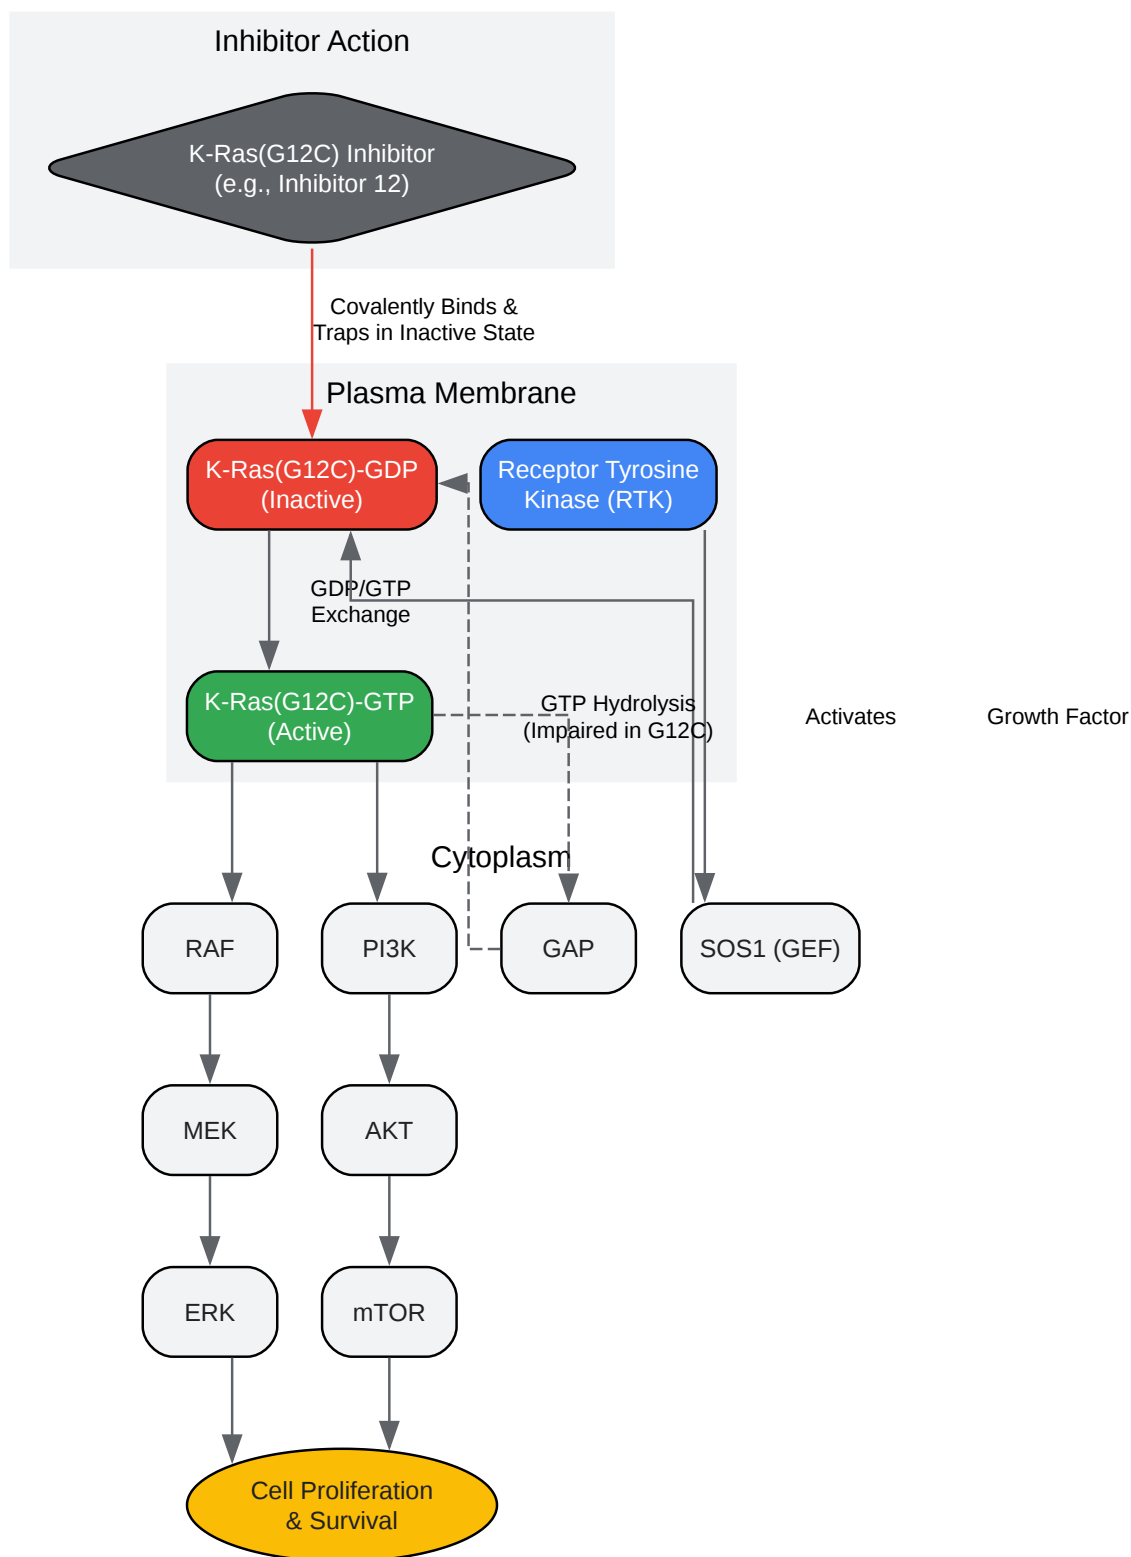 Inhibitor Action
K-Ras(G12C) Inhibitor
(e.g., Inhibitor 12)
Covalently Binds &
Traps in Inactive State
Plasma Membrane
K-Ras(G12C)-GDP
(Inactive)
Receptor Tyrosine
Kinase (RTK)
GDP/GTP
Exchange
K-Ras(G12C)-GTP
(Active)
GTP Hydrolysis
(Impaired in G12C)
Activates
Growth Factor
Cytoplasm
RAF
PI3K
GAP
SOS1 (GEF)
MEK
AKT
ERK
mTOR
Cell Proliferation
& Survival